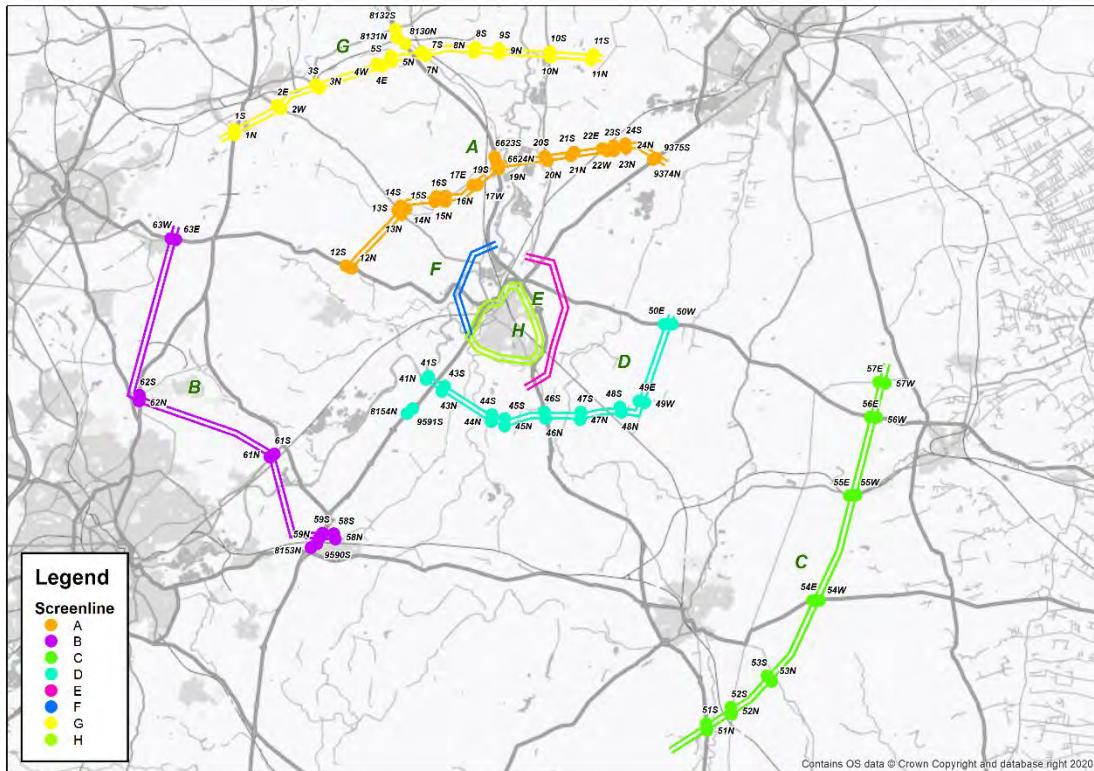 8132S
8130N
8131N
G
5S
7S
8S
9S
10S
11S
8N
9N
3S
4W
5N
3N
4E
7N
10N
11N
2E
1S
2W
1N
6623S
A
20S
21S
22E
23S
24S
6624N
24N
9375S
17E
19S
19N
20N
21N
22W
23N
9374N
14S
15S
16S
17W
13S
16N
14N
15N
13N
63W
63E
12S
12N
F
E
H
50E
50W
D
41S
41N
43S
43N
57E
57W
62S
B
62N
49E
49W
48S
8154N
44S
45S
46S
47S
56E
56W
9591S
44N
45N
46N
47N
48N
61S
61N
55E
55W
59S
58S
59N
58N
8153N
9590S
C
54E
54W
53S
53N
52S
52N
51S
51N
Legend
Screenline
A
B
C
D
E
F
G
H
Contains OS data © Crown Copyright and database right 2020